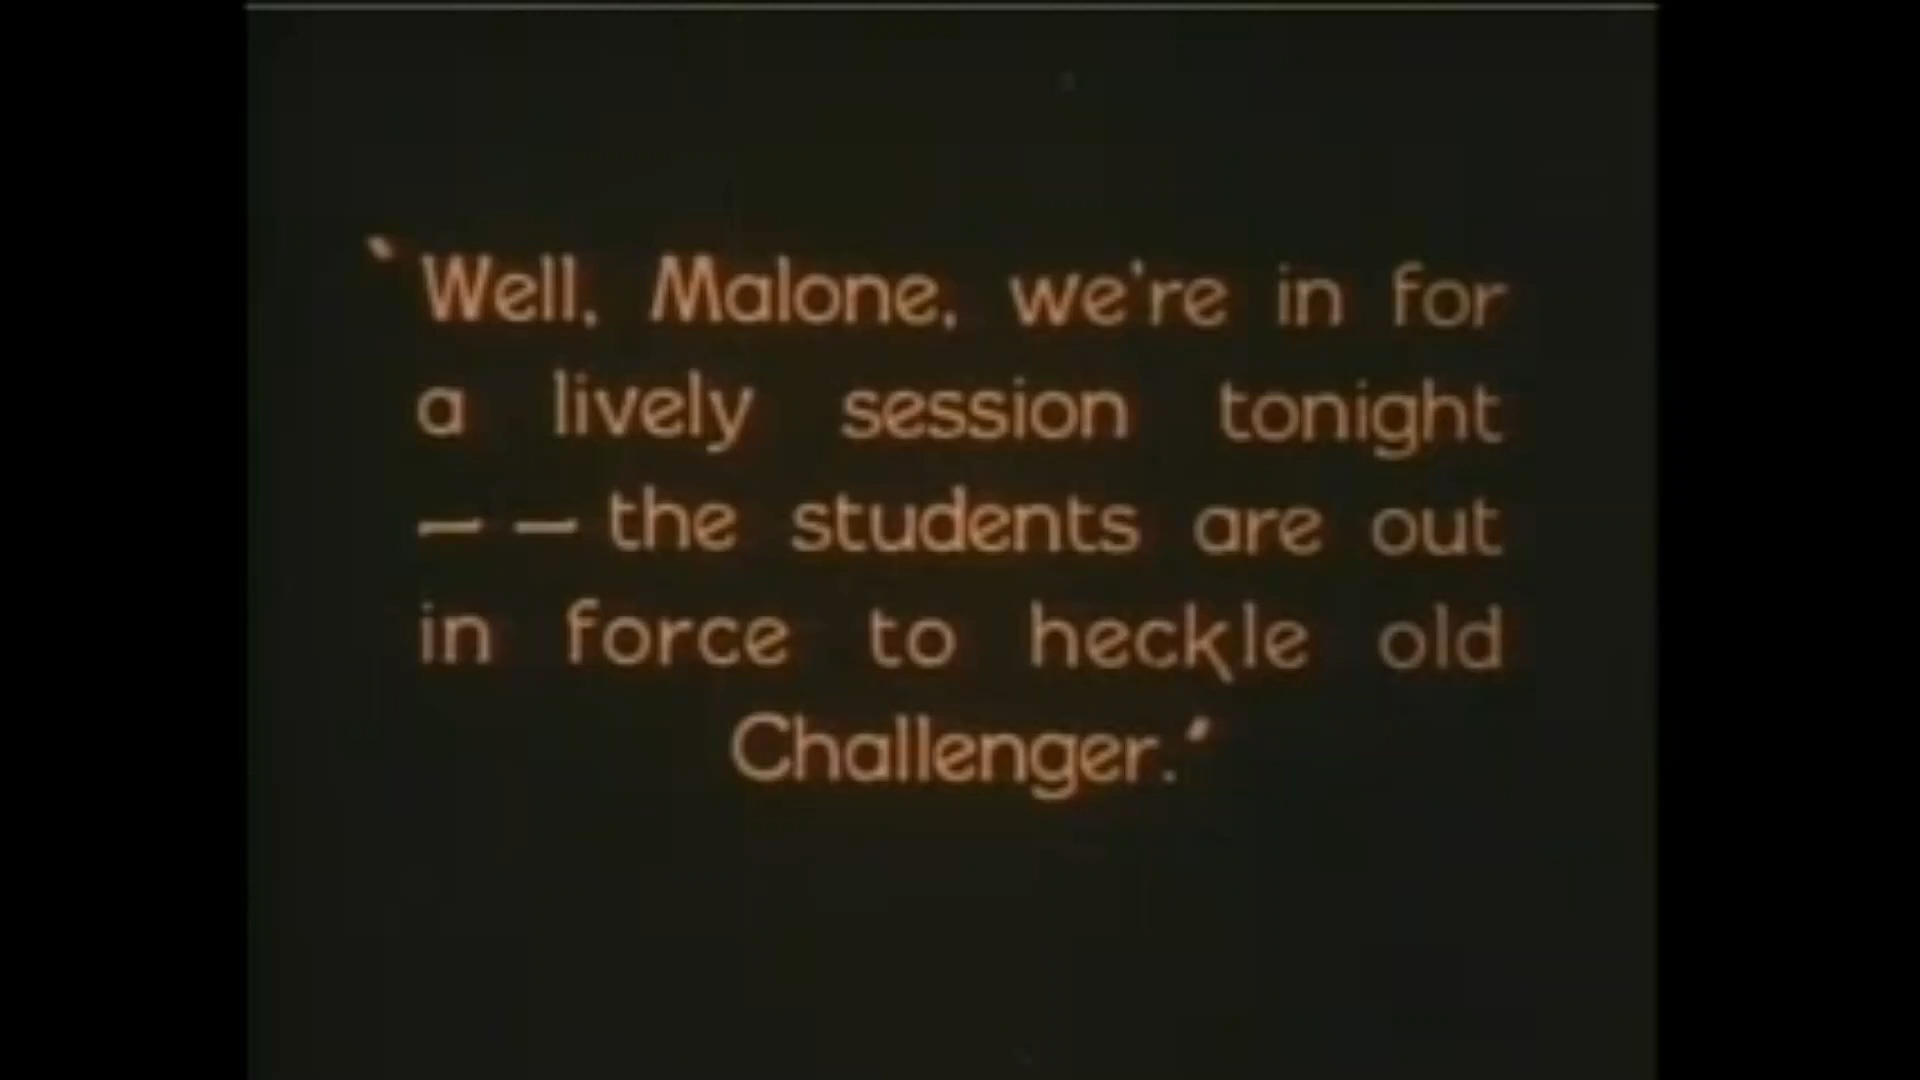 ‘Well, Malone, we're in for
a lively session tonight
— — the students are out
in force to heckle old
Challenger.’